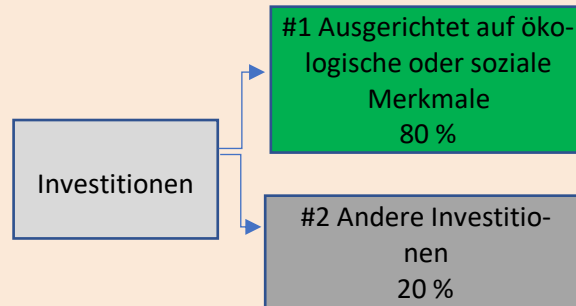 Investitionen
#1 Ausgerichtet auf öko-
logische oder soziale
Merkmale
80 %
#2 Andere Investitio-
nen
20 %